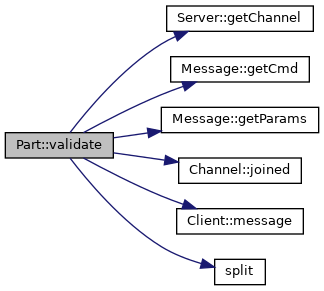 Part::validate
Server::getChannel
Message::getCmd
Message::getParams
Channel::joined
Client::message
split